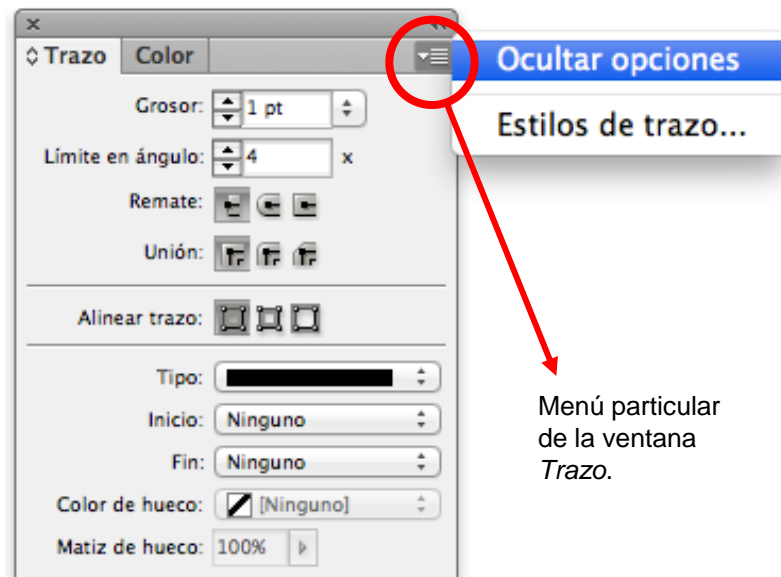 Trazo Color
Ocultar opciones
Estilos de trazo...
Grosor: 1 pt
Límite en ángulo: 4 x
Remate:
Unión:
Alinear trazo:
Tipo:
Inicio: Ninguno
Fin: Ninguno
Color de hueco: [Ninguno]
Matiz de hueco: 100%
Menú particular
de la ventana
Trazo.